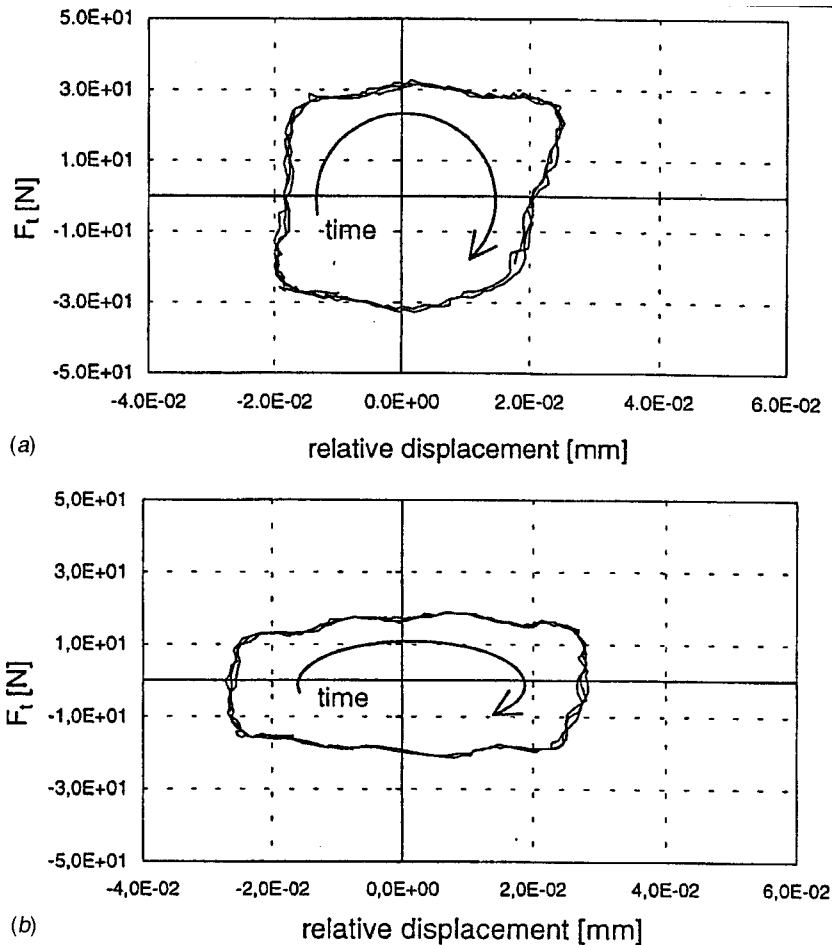 5.0E+01
3.0E+01
1.0E+01
-1.0E+01
-3.0E+01
-5.0E+01
Ft [N]
time
-4.0E-02 -2.0E-02 0.0E+00 2.0E-02 4.0E-02 6.0E-02
(a) relative displacement [mm]
5,0E+01
3,0E+01
1,0E+01
-1,0E+01
-3,0E+01
-5,0E+01
Ft [N]
time
-4,0E-02 -2,0E-02 0,0E+00 2,0E-02 4,0E-02 6,0E-02
(b) relative displacement [mm]